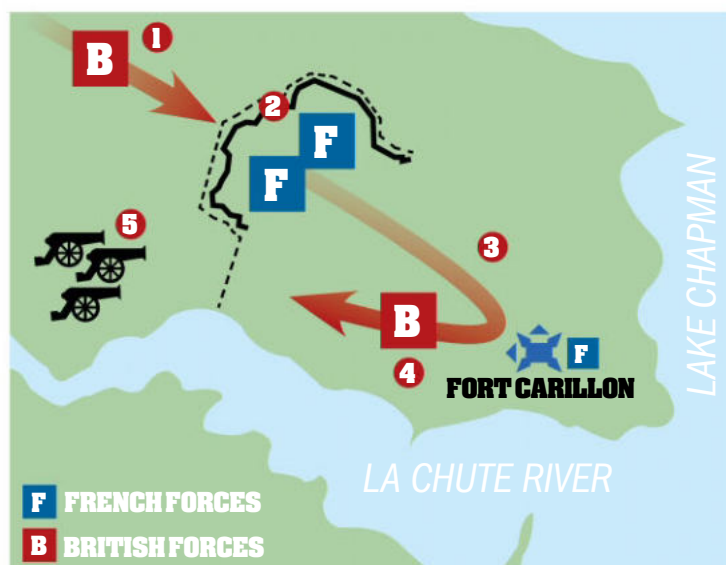 1
B
2
F
F
5
3
LAKE CHAPMAN
B
4
F
FORT CARILLON
LA CHUTE RIVER
F FRENCH FORCES
B BRITISH FORCES